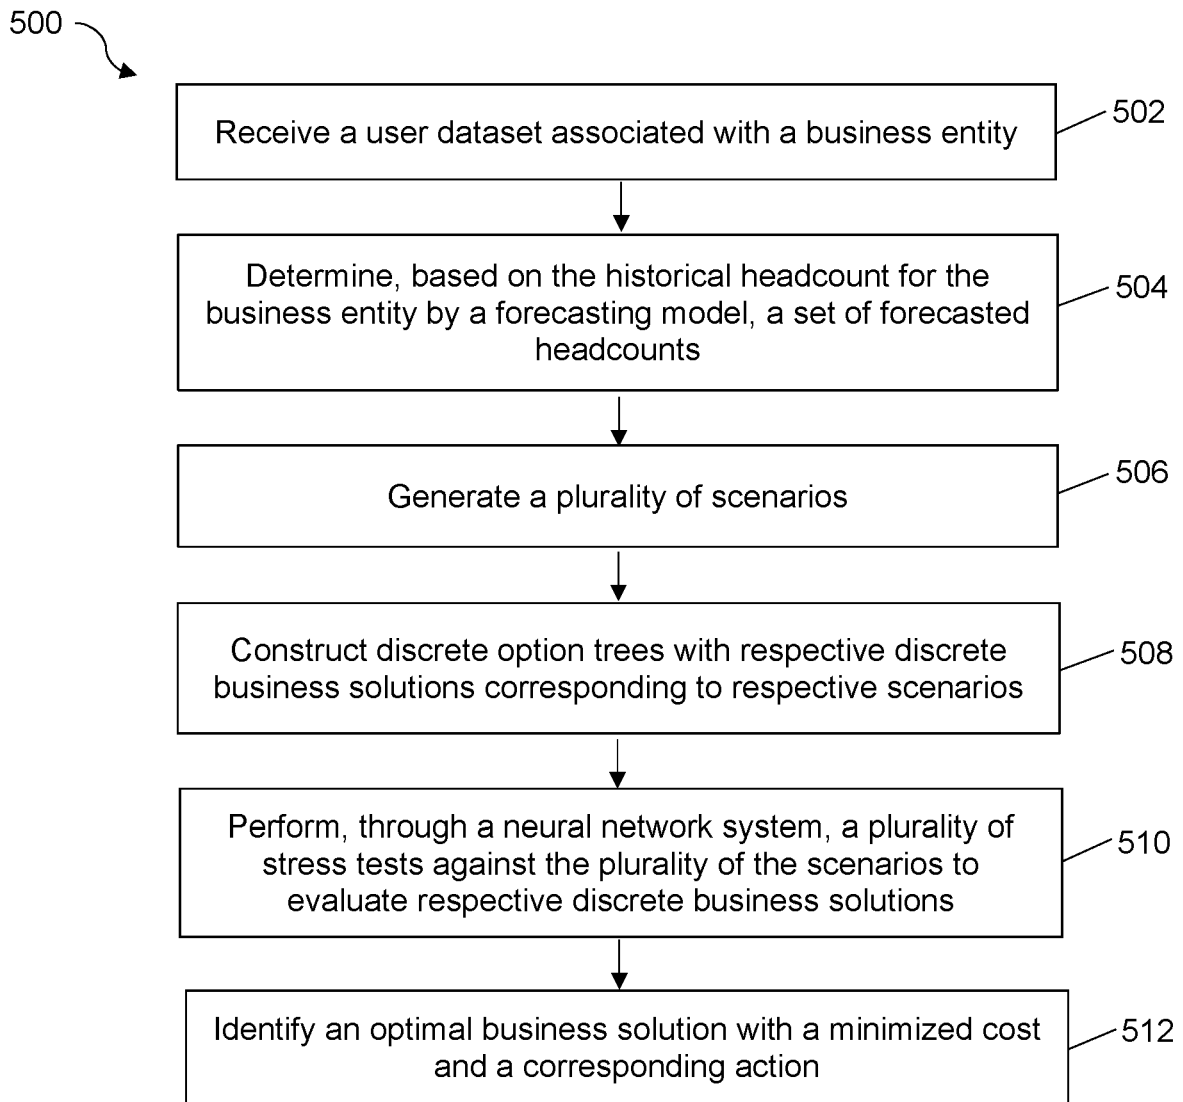 500
Receive a user dataset associated with a business entity
502
Determine, based on the historical headcount for the
business entity by a forecasting model, a set of forecasted
headcounts
504
Generate a plurality of scenarios
506
Construct discrete option trees with respective discrete
business solutions corresponding to respective scenarios
508
Perform, through a neural network system, a plurality of
stress tests against the plurality of the scenarios to
evaluate respective discrete business solutions
510
Identify an optimal business solution with a minimized cost
and a corresponding action
512